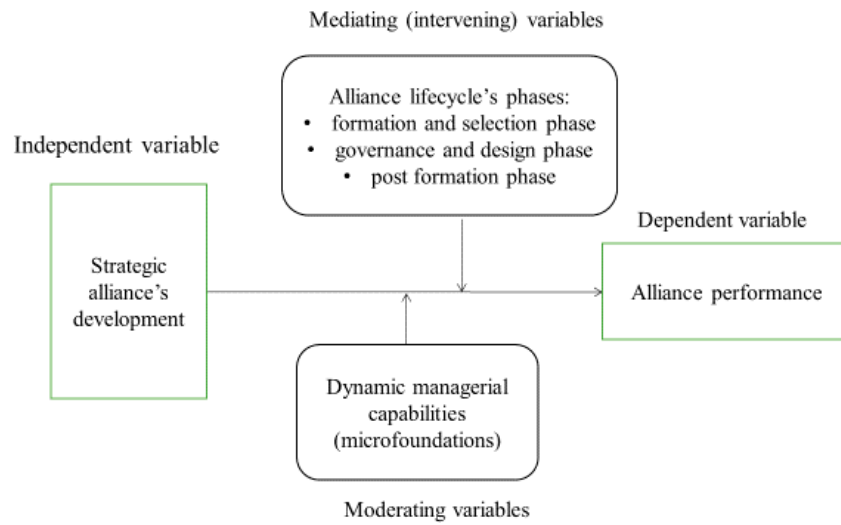 Mediating (intervening) variables
Alliance lifecycle's phases:
• formation and selection phase
• governance and design phase
• post formation phase
Independent variable
Strategic
alliance's
development
Dependent variable
Alliance performance
Dynamic managerial
capabilities
(microfoundations)
Moderating variables